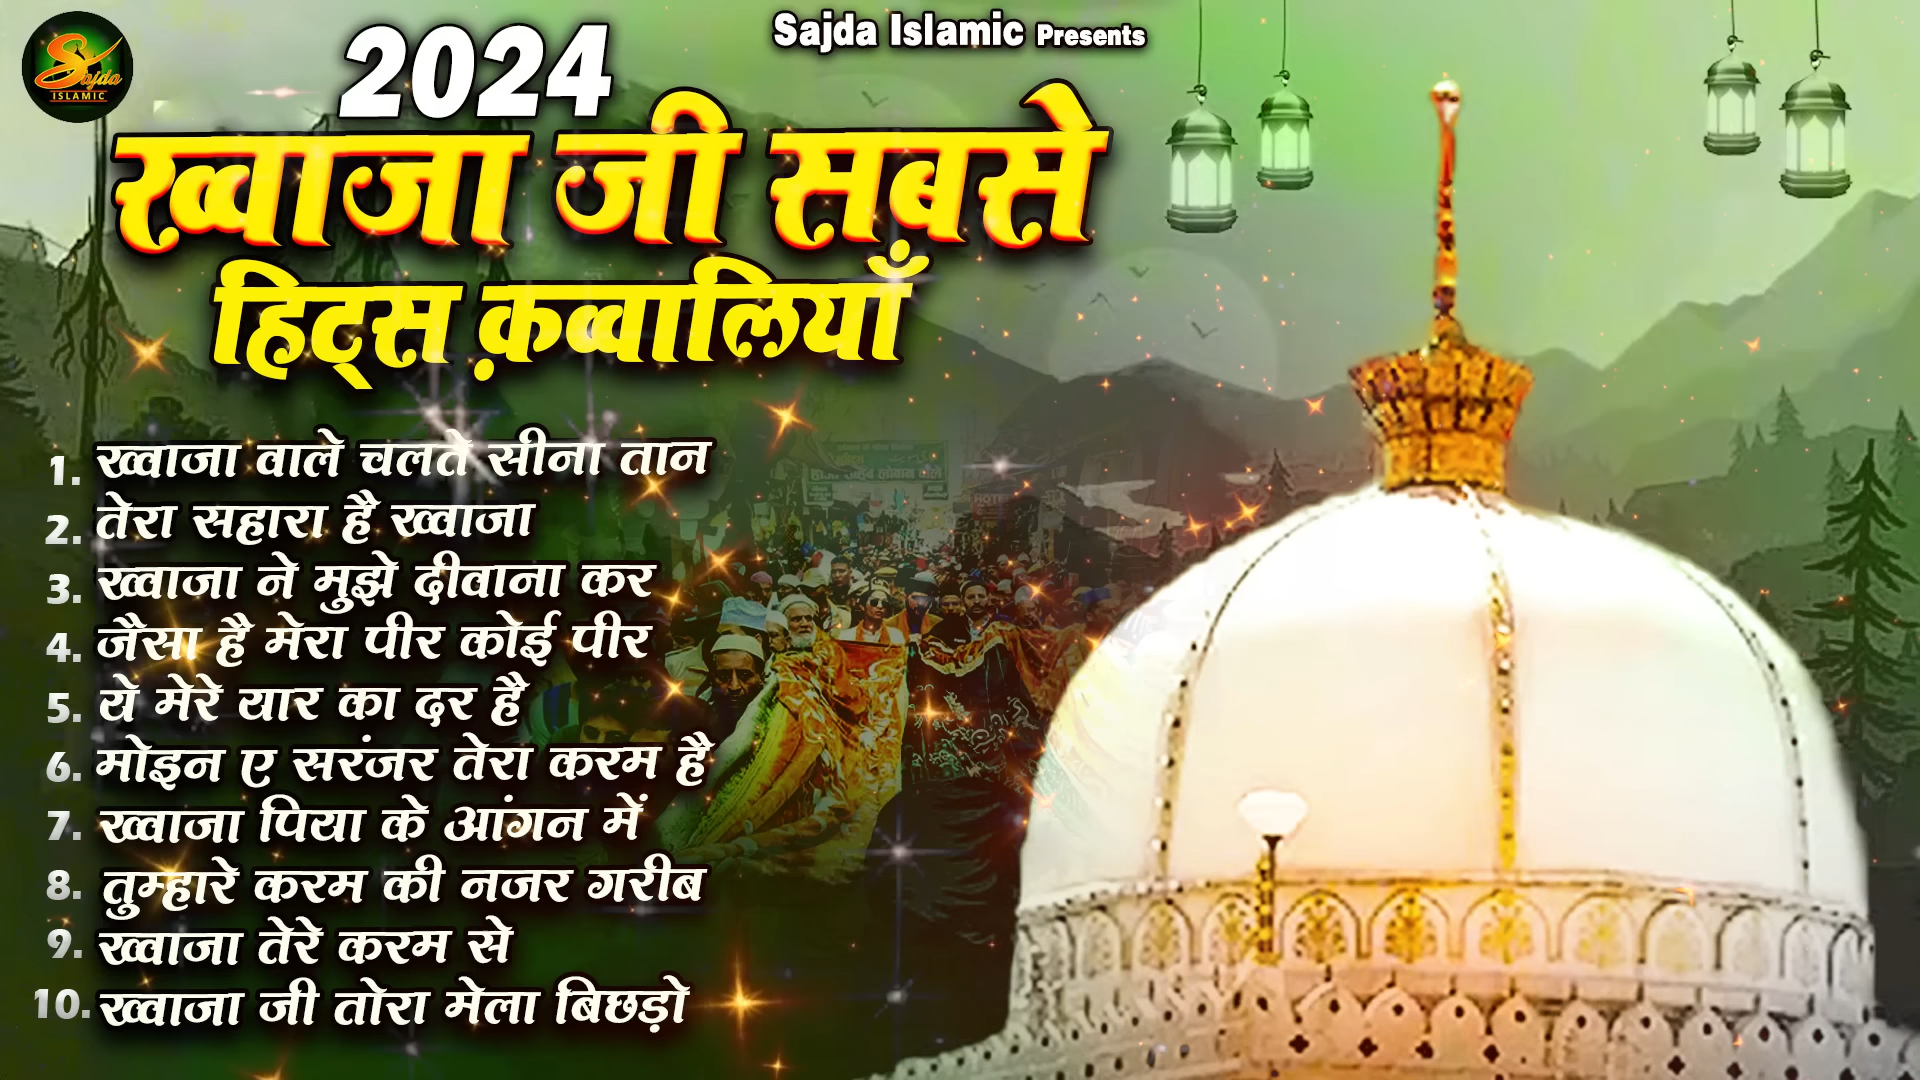 Sajda
ISLAMIC
Sajda Islamic Presents
2024
ख्वाजा जी सबसे
हिट्स क़व्वालियाँ
1. ख्वाजा वाले चलते सीना तान
2. तेरा सहारा है ख्वाजा
3. ख्वाजा ने मुझे दीवाना कर
4. जैसा है मेरा पीर कोई पीर
5. ये मेरे यार का दर है
6. मोइन ए सरंजर तेरा करम है
7. ख्वाजा पिया के आंगन में
8. तुम्हारे करम की नजर गरीब
9. ख्वाजा तेरे करम से
10. ख्वाजा जी तोरा मेला बिछड़ो